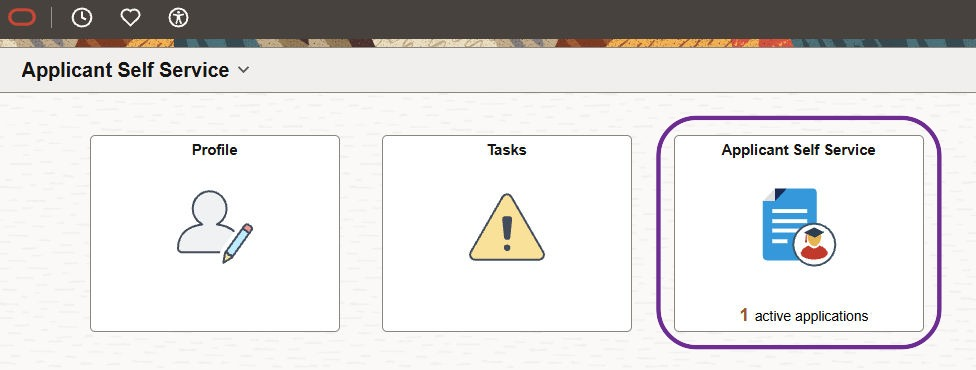 Applicant Self Service
Profile
Tasks
Applicant Self Service
1 active applications